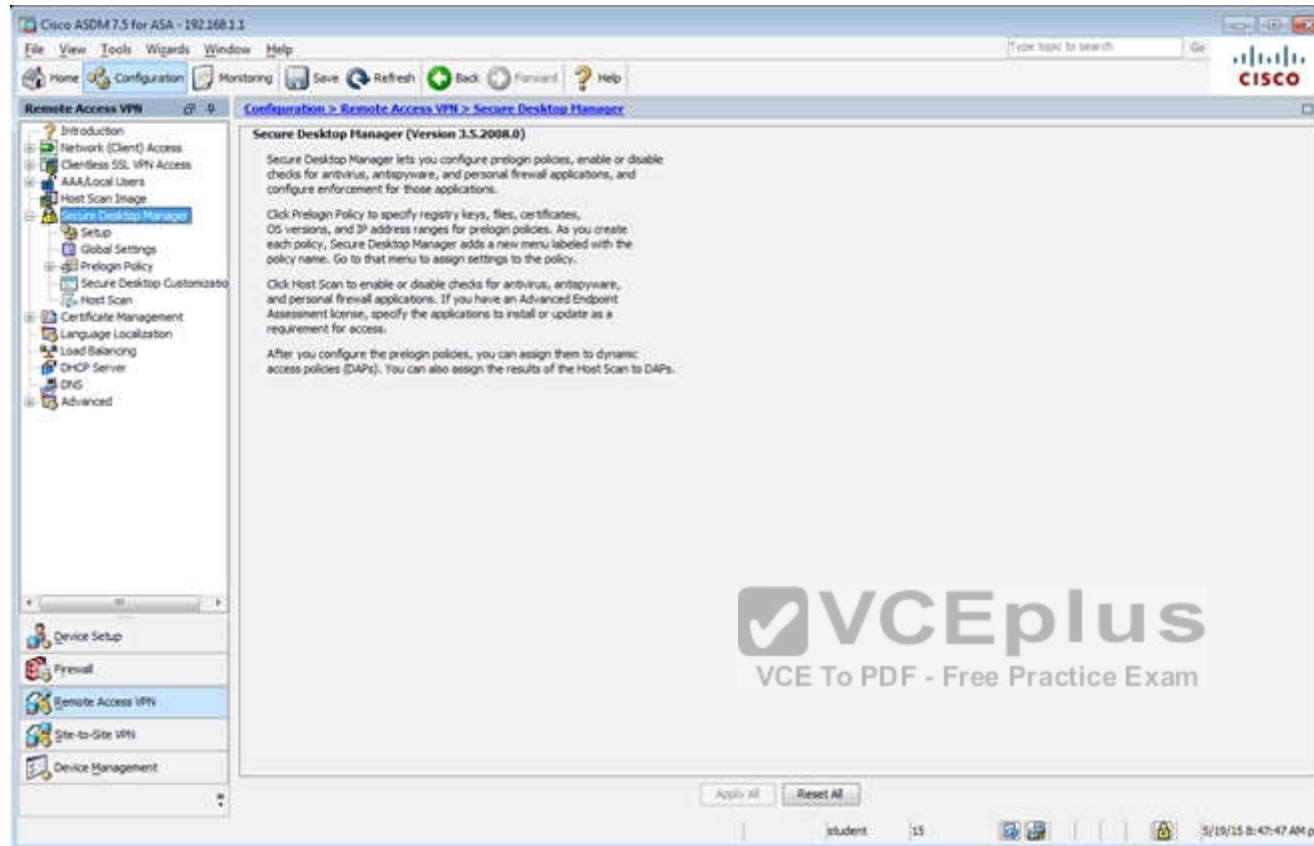 Cisco ASDM 7.5 for ASA - 192.168.1.1
File View Tools Wizards Window Help
Type topic to search Go
CISCO
Home Configuration Monitoring Save Refresh Back Forward Help
Remote Access VPN
Configuration > Remote Access VPN > Secure Desktop Manager
Introduction
Network (Client) Access
Clientless SSL VPN Access
AAA/Local Users
Host Scan Image
Secure Desktop Manager
Setup
Global Settings
Prelogin Policy
Secure Desktop Customizatio
Host Scan
Certificate Management
Language Localization
Load Balancing
DHCP Server
DNS
Advanced
Secure Desktop Manager (Version 3.5.2008.0)
Secure Desktop Manager lets you configure prelogin policies, enable or disable
checks for antivirus, antispyware, and personal firewall applications, and
configure enforcement for those applications.
Click Prelogin Policy to specify registry keys, files, certificates,
OS versions, and IP address ranges for prelogin policies. As you create
each policy, Secure Desktop Manager adds a new menu labeled with the
policy name. Go to that menu to assign settings to the policy.
Click Host Scan to enable or disable checks for antivirus, antispyware,
and personal firewall applications. If you have an Advanced Endpoint
Assessment license, specify the applications to install or update as a
requirement for access.
After you configure the prelogin policies, you can assign them to dynamic
access policies (DAPs). You can also assign the results of the Host Scan to DAPs.
VCEplus
VCE To PDF - Free Practice Exam
Device Setup
Firewall
Remote Access VPN
Site-to-Site VPN
Device Management
Apply All Reset All
student 15 5/19/15 8:47:47 AM p